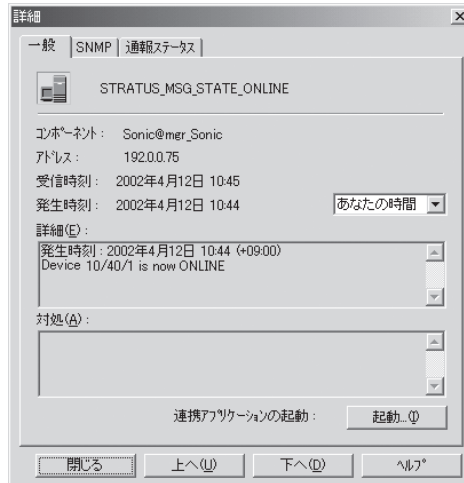 詳細
一般 SNMP 通報ステータス
STRATUS_MSG_STATE_ONLINE
コンポーネント： Sonic@mgr_Sonic
アドレス： 192.0.0.75
受信時刻： 2002年4月12日 10:45
発生時刻： 2002年4月12日 10:44 あなたの時間
詳細(E)：
発生時刻 : 2002年4月12日 10:44 (+09:00)
Device 10/40/1 is now ONLINE
対処(A)：
連携アプリケーションの起動： 起動...(I)
閉じる 上へ(U) 下へ(D) ヘルプ